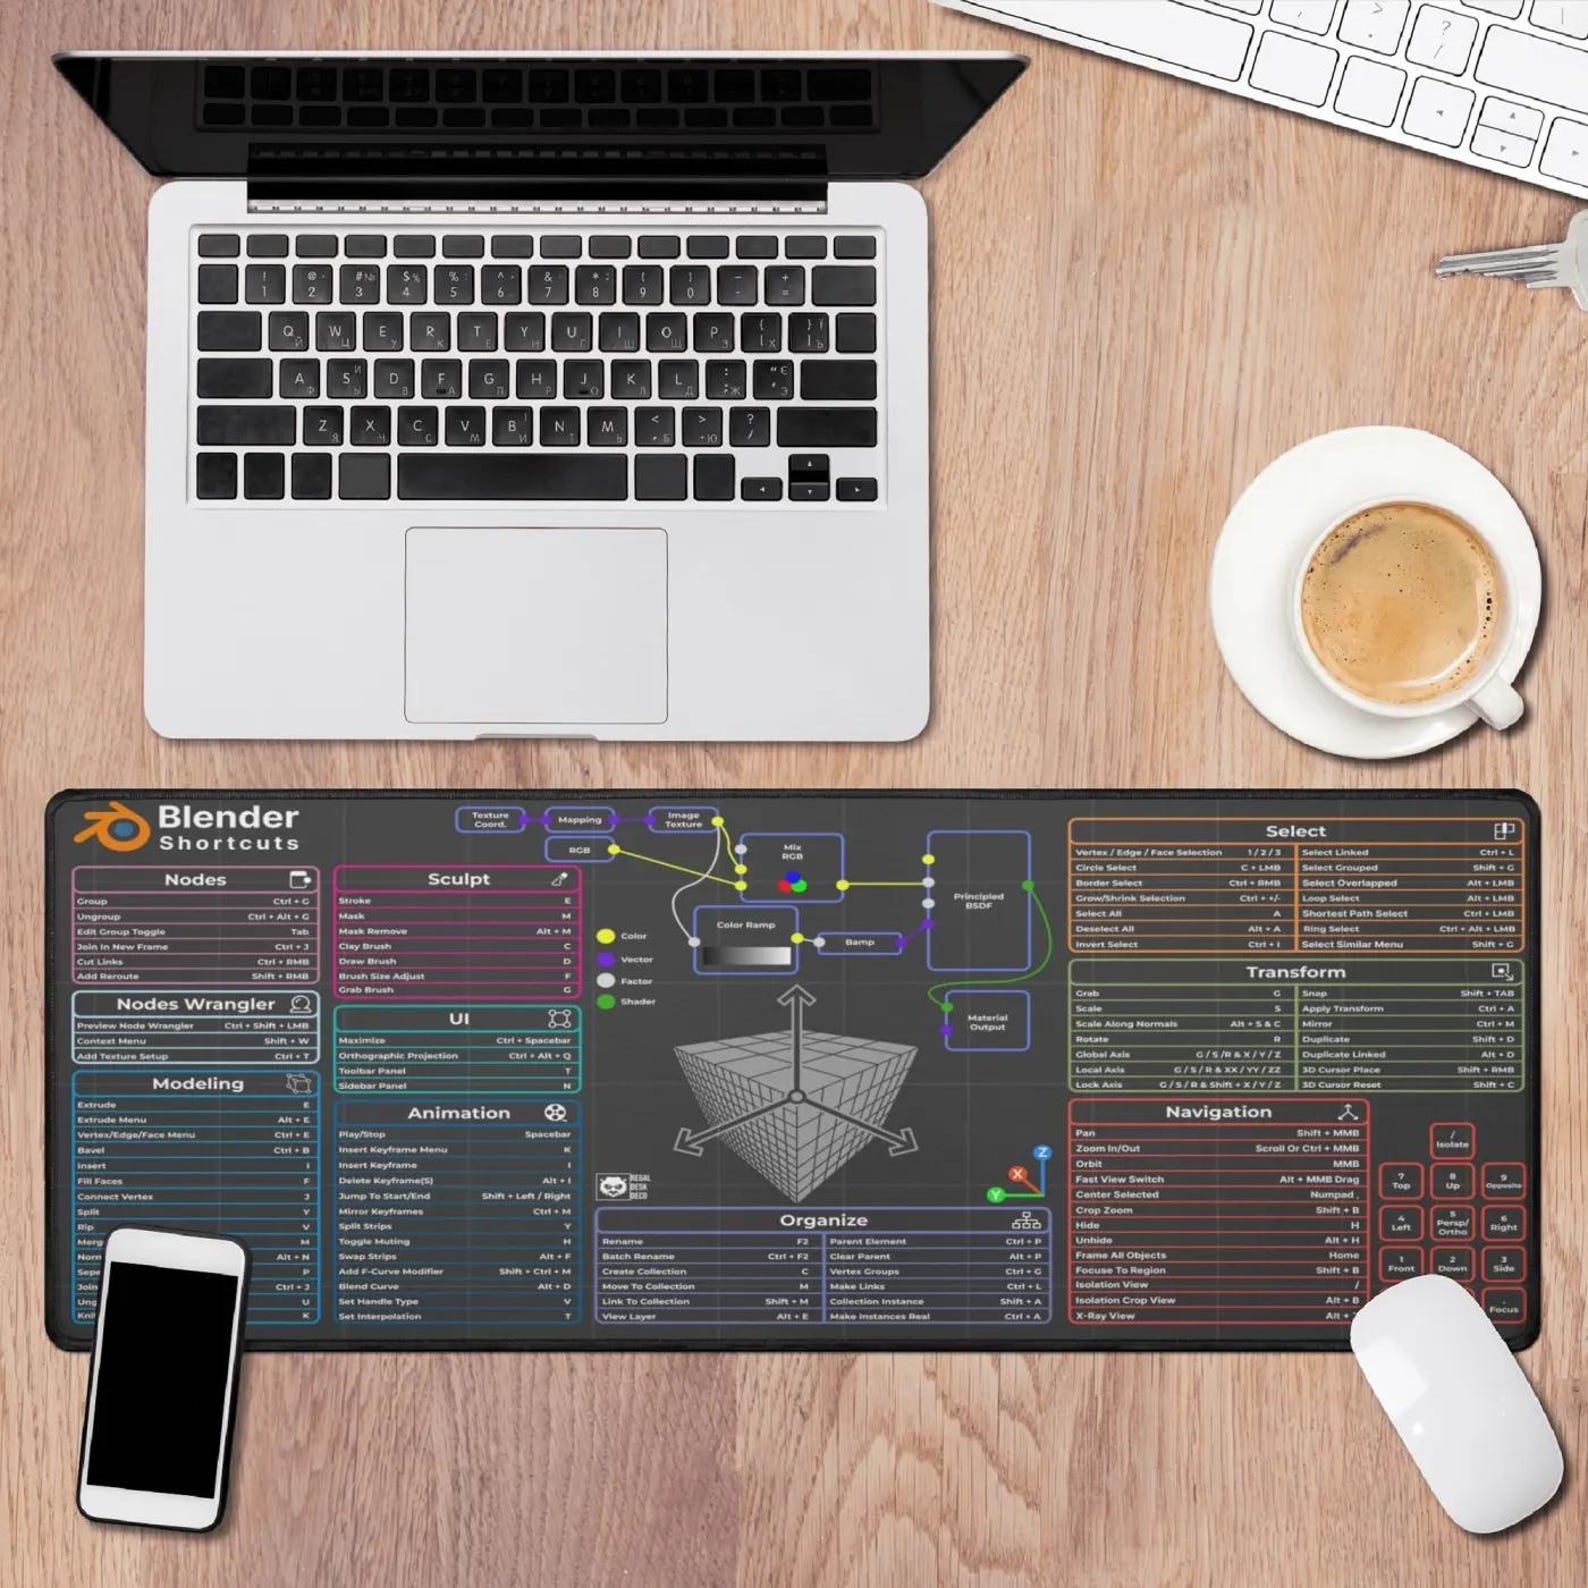 Blender
Shortcuts
Nodes
Group Ctrl + G
Ungroup Ctrl + Alt + G
Edit Group Toggle Tab
Join In New Frame Ctrl + J
Cut Links Ctrl + RMB
Add Reroute Shift + RMB
Nodes Wrangler
Preview Node Wrangler Ctrl + Shift + LMB
Context Menu Shift + W
Add Texture Setup Ctrl + T
Modeling
Extrude E
Extrude Menu Alt + E
Vertex/Edge/Face Menu Ctrl + E
Bavel Ctrl + B
Insert I
Fill Faces F
Connect Vertex J
Split Y
Rip V
M
Alt + N
P
Join Ctrl + J
U
K
Sculpt
Stroke E
Mask M
Mask Remove Alt + M
Clay Brush C
Draw Brush D
Brush Size Adjust F
Grab Brush G
UI
Maximize Ctrl + Spacebar
Orthographic Projection Ctrl + Alt + Q
Toolbar Panel T
Sidebar Panel N
Animation
Play/Stop Spacebar
Insert Keyframe Menu K
Insert Keyframe I
Delete Keyframe(S) Alt + I
Jump To Start/End Shift + Left / Right
Mirror Keyframes Ctrl + M
Split Strips Y
Toggle Muting H
Swap Strips Alt + F
Add F-Curve Modifier Shift + Ctrl + M
Blend Curve Alt + D
Set Handle Type V
Set Interpolation T
Texture
Coord.
Mapping
Image
Texture
RGB
Mix
RGB
Color Ramp
Bamp
Principled
BSDF
Material
Output
Color
Vector
Factor
Shader
Z
X
Y
REGAL
DESK
DECO
Organize
Rename F2 Parent Element Ctrl + P
Batch Rename Ctrl + F2 Clear Parent Alt + P
Create Collection C Vertex Groups Ctrl + G
Move To Collection M Make Links Ctrl + L
Link To Collection Shift + M Collection Instance Shift + A
View Layer Alt + E Make Instances Real Ctrl + A
Select
Vertex / Edge / Face Selection 1 / 2 / 3 Select Linked Ctrl + L
Circle Select C + LMB Select Grouped Shift + G
Border Select Ctrl + RMB Select Overlapped Alt + LMB
Grow/Shrink Selection Ctrl + +/- Loop Select Alt + LMB
Select All A Shortest Path Select Ctrl + LMB
Deselect All Alt + A Ring Select Ctrl + Alt + LMB
Invert Select Ctrl + I Select Similar Menu Shift + G
Transform
Grab G Snap Shift + TAB
Scale S Apply Transform Ctrl + A
Scale Along Normals Alt + S & C Mirror Ctrl + M
Rotate R Duplicate Shift + D
Global Axis G / S /R & X / Y / Z Duplicate Linked Alt + D
Local Axis G / S / R & XX / YY / ZZ 3D Cursor Place Shift + RMB
Lock Axis G / S / R & Shift + X / Y / Z 3D Cursor Reset Shift + C
Navigation
Pan Shift + MMB
Zoom In/Out Scroll Or Ctrl + MMB
Orbit MMB
Fast View Switch Alt + MMB Drag
Center Selected Numpad .
Crop Zoom Shift + B
Hide H
Unhide Alt + H
Frame All Objects Home
Focuse To Region Shift + B
Isolation View /
Isolation Crop View Alt + B
X-Ray View Alt +
/
Isolate
7
Top
8
Up
9
Opposite
4
Left
5
Persp/
Ortho
6
Right
1
Front
2
Down
3
Side
.
Focus